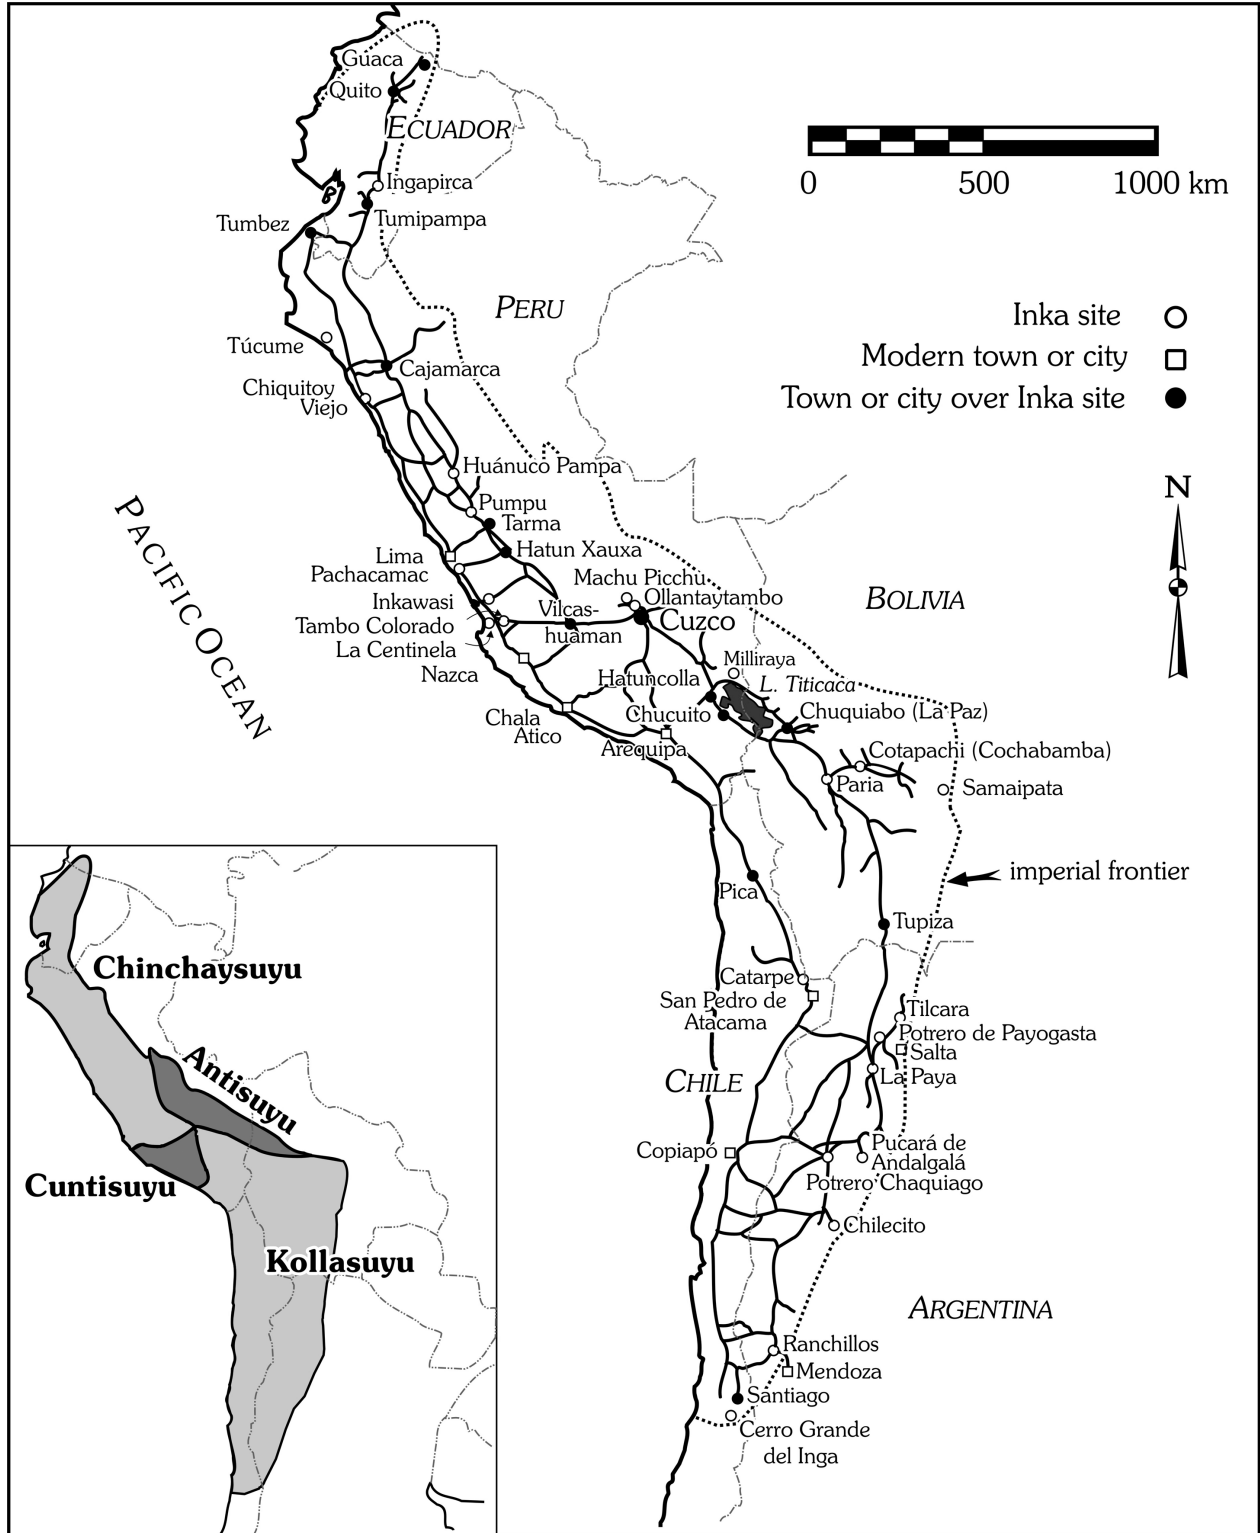 Guaca
Quito
ECUADOR
0 500 1000 km
Ingapirca
Tumbez
Tumipampa
PERU
Inka site
Túcume
Modern town or city
Cajamarca
Chiquitoy
Viejo
Town or city over Inka site
Huánuco Pampa
N
Pumpu
Tarma
PACIFIC OCEAN
Lima
Hatun Xauxa
Pachacamac
Machu Picchu
Ollantaytambo
BOLIVIA
Inkawasi
Vilcas-
huaman
Cuzco
Tambo Colorado
La Centinela
Milliraya
Nazca
Hatuncolla
L. Titicaca
Chucuito
Chuquiabo (La Paz)
Chala
Atico
Arequipa
Cotapachi (Cochabamba)
Paria
Samaipata
imperial frontier
Pica
Tupiza
Catarpe
San Pedro de
Atacama
Tilcara
Potrero de Payogasta
Salta
La Paya
CHILE
Copiapó
Pucará de
Andalgalá
Potrero Chaquiago
Chilecito
ARGENTINA
Ranchillos
Mendoza
Santiago
Cerro Grande
del Inga
Chinchaysuyu
Antisuyu
Cuntisuyu
Kollasuyu